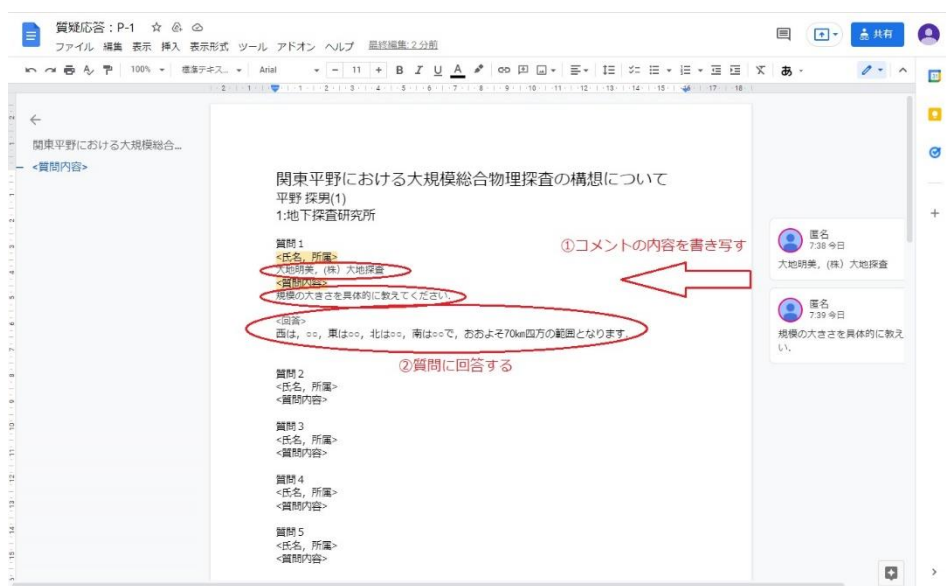 質疑応答：P-1
ファイル 編集 表示 挿入 表示形式 ツール アドオン ヘルプ 最終編集: 2 分前
共有
100% 標準テキス... Arial 11 B I U A あ
関東平野における大規模総合...
<質問内容>
関東平野における大規模総合物理探査の構想について
平野 探男(1)
1:地下探査研究所
質問 1
<氏名，所属>
大地明美，(株）大地探査
<質問内容>
規模の大きさを具体的に教えてください．
<回答>
西は，○○，東は○○，北は○○，南は○○で，おおよそ70㎞四方の範囲となります．
①コメントの内容を書き写す
②質問に回答する
質問 2
<氏名，所属>
<質問内容>
質問 3
<氏名，所属>
<質問内容>
質問 4
<氏名，所属>
<質問内容>
質問 5
<氏名，所属>
<質問内容>
匿名
7:38 今日
大地明美，(株）大地探査
匿名
7:39 今日
規模の大きさを具体的に教え
い．